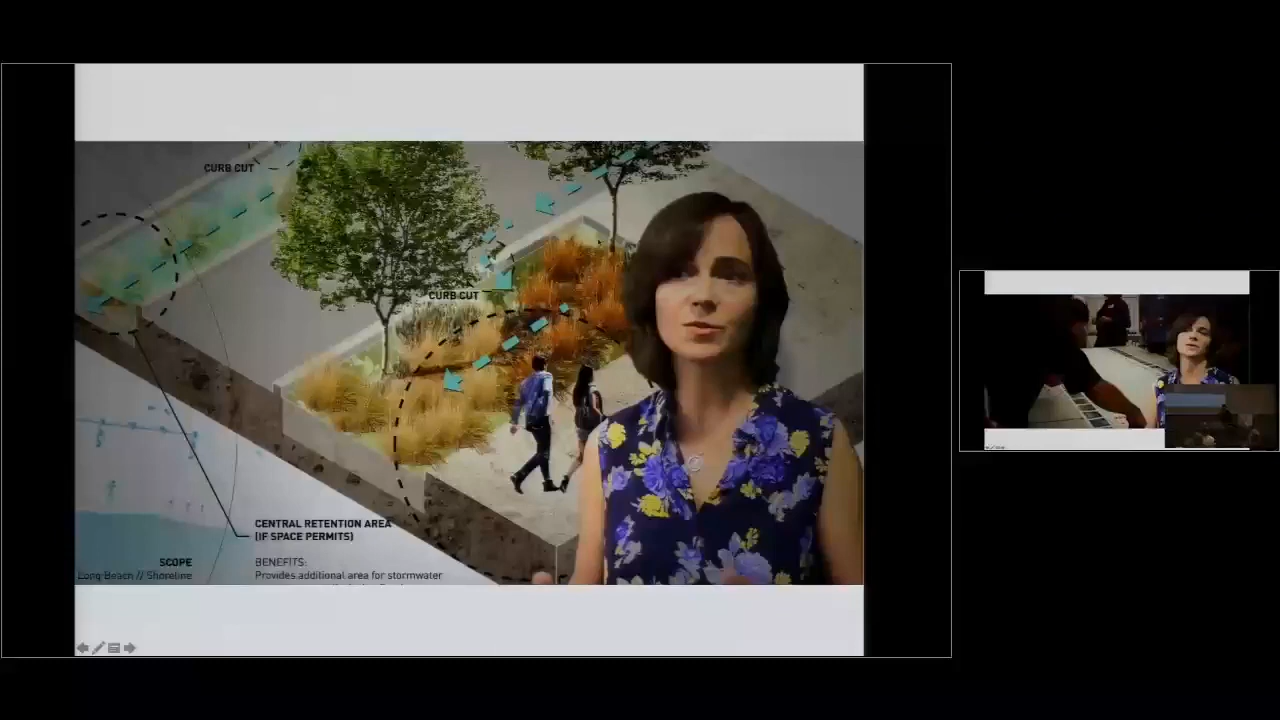 CURB CUT
CURB CUT
CENTRAL RETENTION AREA
(IF SPACE PERMITS)
SCOPE
Long Beach // Shoreline
BENEFITS:
Provides additional area for stormwater